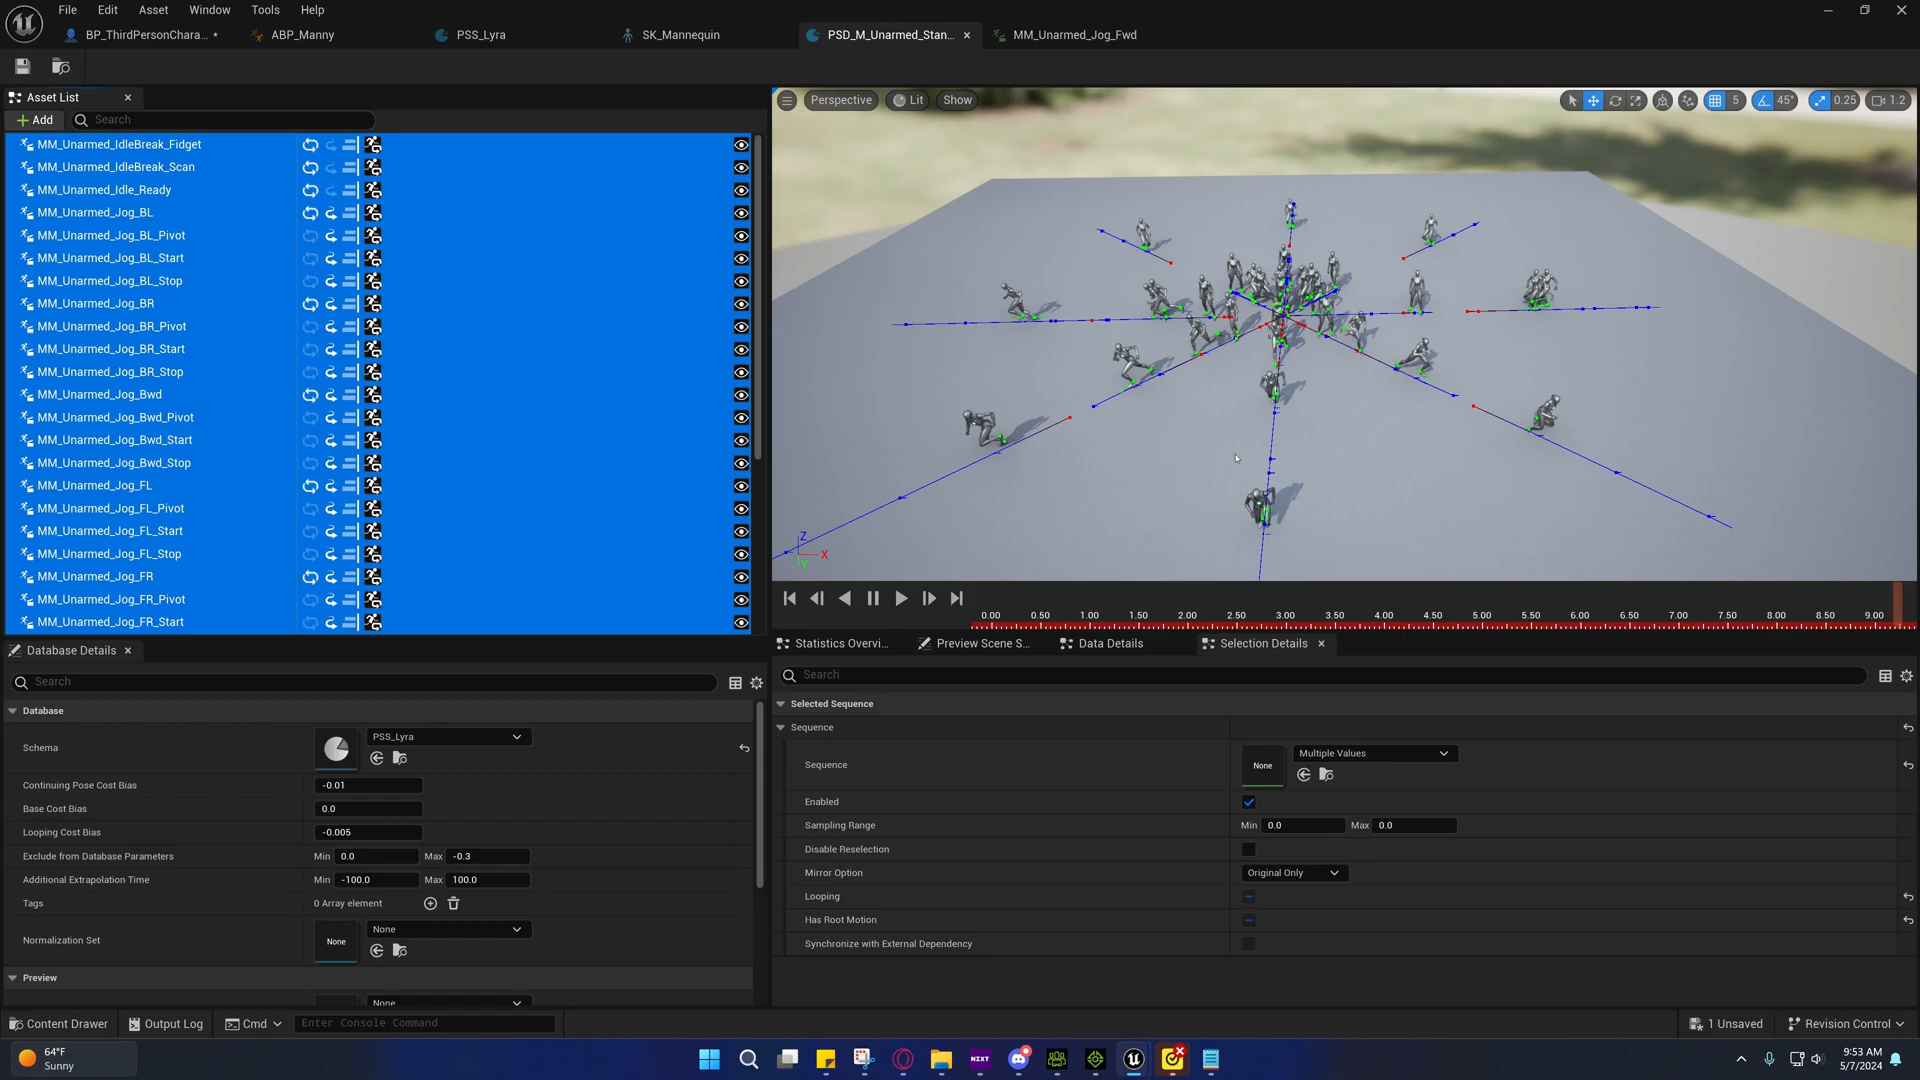 File Edit Asset Window Tools Help
BP_ThirdPersonChara... * ABP_Manny PSS_Lyra SK_Mannequin PSD_M_Unarmed_Stan... MM_Unarmed_Jog_Fwd
Asset List
Add Search
MM_Unarmed_IdleBreak_Fidget
MM_Unarmed_IdleBreak_Scan
MM_Unarmed_Idle_Ready
MM_Unarmed_Jog_BL
MM_Unarmed_Jog_BL_Pivot
MM_Unarmed_Jog_BL_Start
MM_Unarmed_Jog_BL_Stop
MM_Unarmed_Jog_BR
MM_Unarmed_Jog_BR_Pivot
MM_Unarmed_Jog_BR_Start
MM_Unarmed_Jog_BR_Stop
MM_Unarmed_Jog_Bwd
MM_Unarmed_Jog_Bwd_Pivot
MM_Unarmed_Jog_Bwd_Start
MM_Unarmed_Jog_Bwd_Stop
MM_Unarmed_Jog_FL
MM_Unarmed_Jog_FL_Pivot
MM_Unarmed_Jog_FL_Start
MM_Unarmed_Jog_FL_Stop
MM_Unarmed_Jog_FR
MM_Unarmed_Jog_FR_Pivot
MM_Unarmed_Jog_FR_Start
Perspective Lit Show 5 45° 0.25 1.2
Z
X
Y
0.00 0.50 1.00 1.50 2.00 2.50 3.00 3.50 4.00 4.50 5.00 5.50 6.00 6.50 7.00 7.50 8.00 8.50 9.00
Database Details
Search
Database
Schema PSS_Lyra
Continuing Pose Cost Bias -0.01
Base Cost Bias 0.0
Looping Cost Bias -0.005
Exclude from Database Parameters Min 0.0 Max -0.3
Additional Extrapolation Time Min -100.0 Max 100.0
Tags 0 Array element
Normalization Set None None
Preview
None
Statistics Overvi... Preview Scene S... Data Details Selection Details
Search
Selected Sequence
Sequence
Sequence None Multiple Values
Enabled
Sampling Range Min 0.0 Max 0.0
Disable Reselection
Mirror Option Original Only
Looping
Has Root Motion
Synchronize with External Dependency
Content Drawer Output Log Cmd Enter Console Command 1 Unsaved Revision Control
64°F
Sunny
NZXT
9:53 AM
5/7/2024